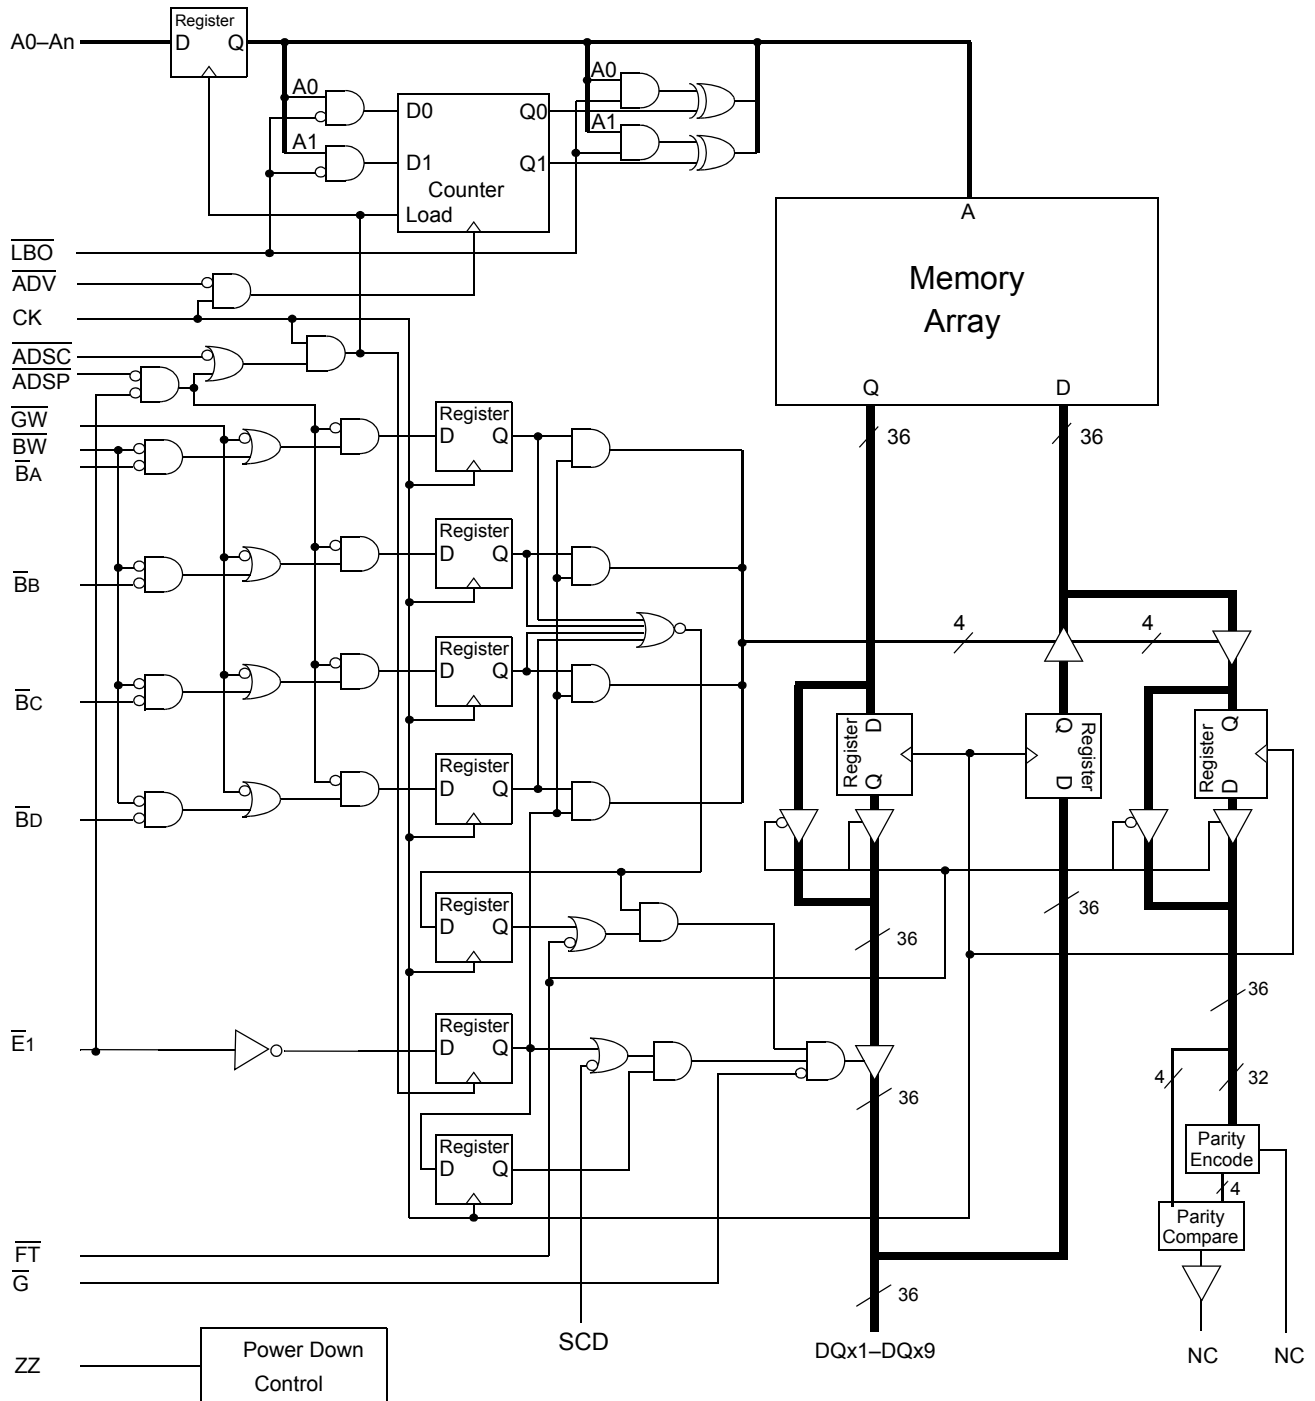 Register
A0–An
D Q
A0
A0
D0 Q0
A1
A1
D1 Q1
Counter
Load
A
LBO
ADV
Memory
Array
CK
ADSC
ADSP
Q D
GW
BW
BA
Register
D Q
36
36
Register
D Q
BB
4
4
Register
D Q
BC
D
Register
Q
Q
Register
D
Q
Register
D
Register
D Q
BD
Register
D Q
36
36
36
Register
D Q
E1
36
4
32
Parity
Encode
Register
D Q
4
Parity
Compare
FT
G
36
SCD
DQx1–DQx9
NC
NC
ZZ
Power Down
Control